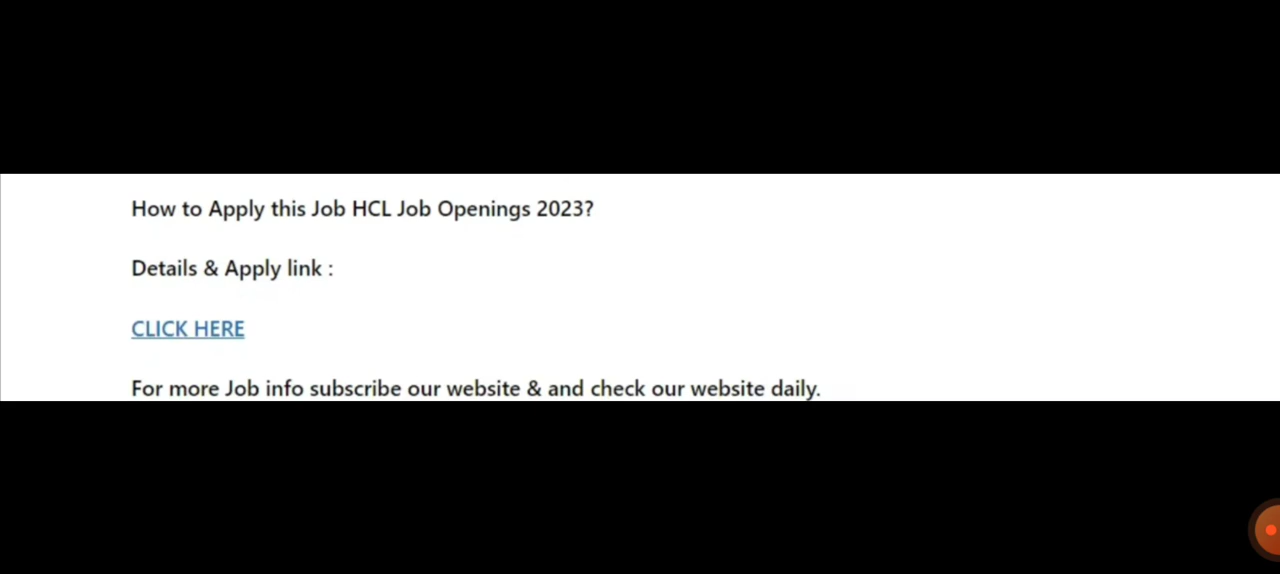 How to Apply this Job HCL Job Openings 2023?
Details & Apply link :
CLICK HERE
For more Job info subscribe our website & and check our website daily.